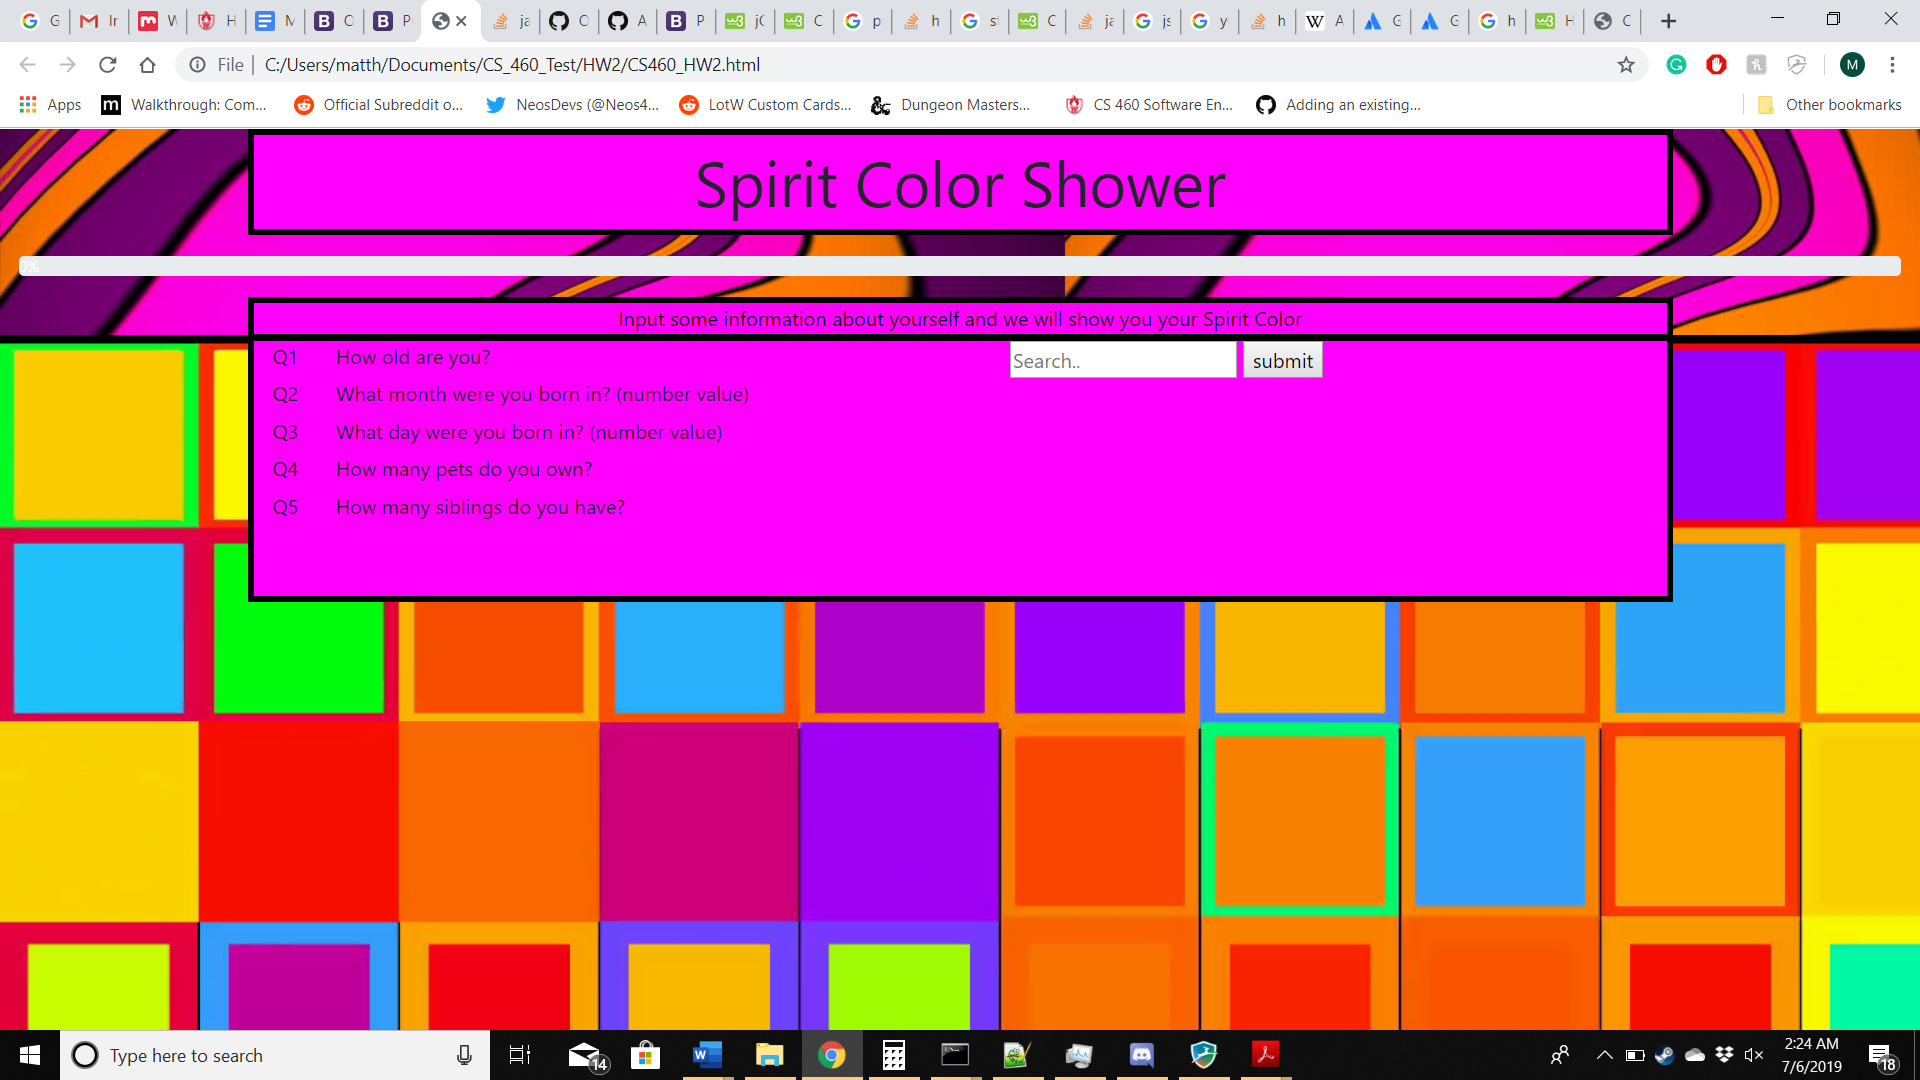 G
Ir
W
H
M
O
P
ja
O
A
P
jQ
C
p
h
st
C
ja
js
y
h
A
G
G
h
H
C
File
C:/Users/matth/Documents/CS_460_Test/HW2/CS460_HW2.html
M
Apps
Walkthrough: Com...
Official Subreddit o...
NeosDevs (@Neos4...
LotW Custom Cards...
Dungeon Masters...
CS 460 Software En...
Adding an existing...
Other bookmarks
Spirit Color Shower
0%
Input some information about yourself and we will show you your Spirit Color
Q1 How old are you? Search.. submit
Q2 What month were you born in? (number value)
Q3 What day were you born in? (number value)
Q4 How many pets do you own?
Q5 How many siblings do you have?
Type here to search
14
2:24 AM
7/6/2019
18